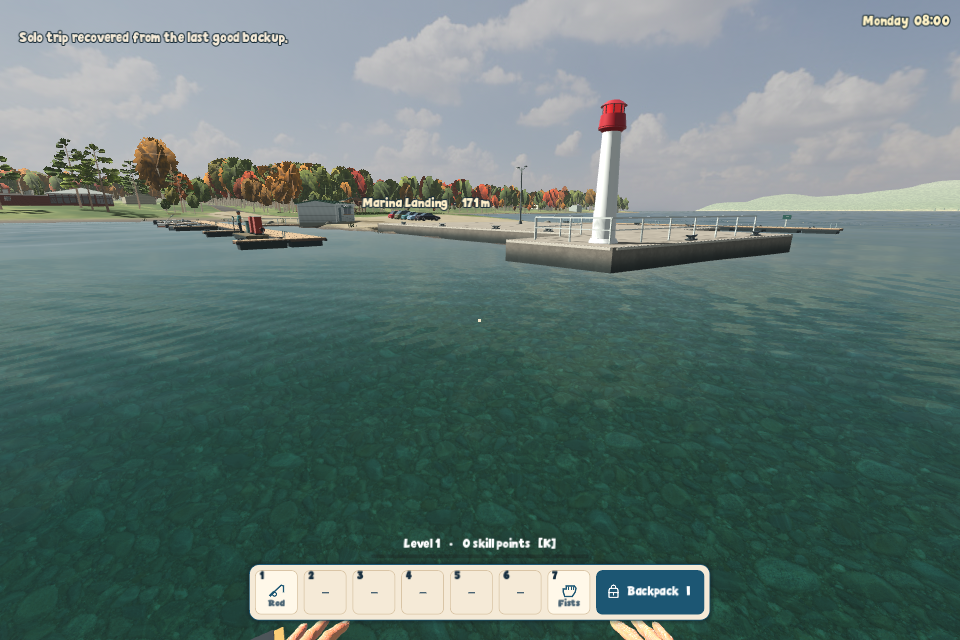 Monday 08:00
Solo trip recovered from the last good backup.
Marina Landing 171 m
Level 1 · 0 skill points [K]
1 2 3 4 5 6 7
Rod – – – – – Fists
Backpack 1